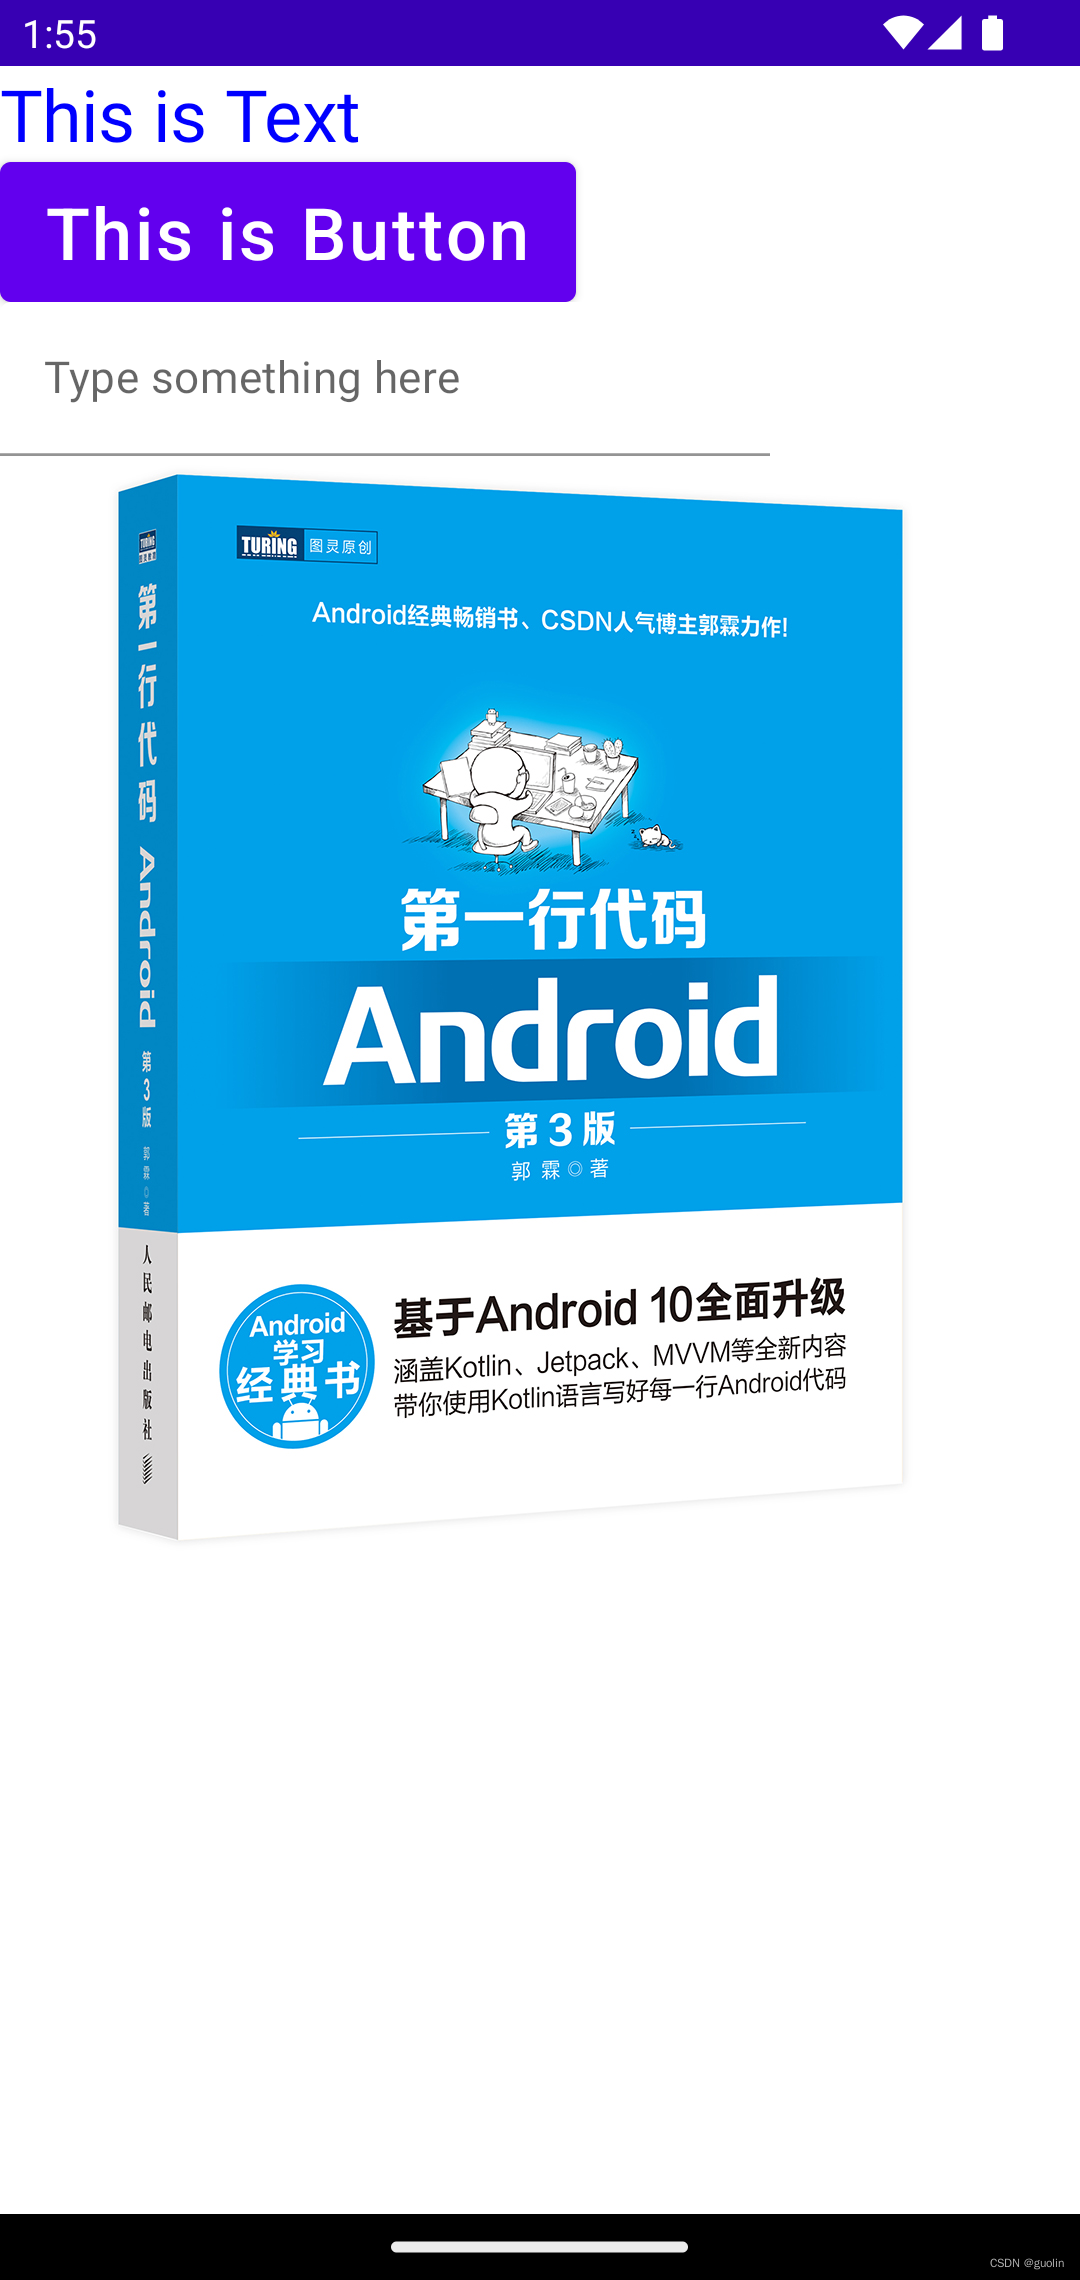 1:55
This is Text
This is Button
Type something here
TURING 图灵原创
Android经典畅销书、CSDN人气博主郭霖力作!
第一行代码
Android
第3版
郭霖◎著
基于Android 10全面升级
涵盖Kotlin、Jetpack、MVVM等全新内容
带你使用Kotlin语言写好每一行Android代码
Android
学习
经典书
TURING
图灵原创
第一行代码 Android 第3版 郭霖◎著
人民邮电出版社
CSDN @guolin